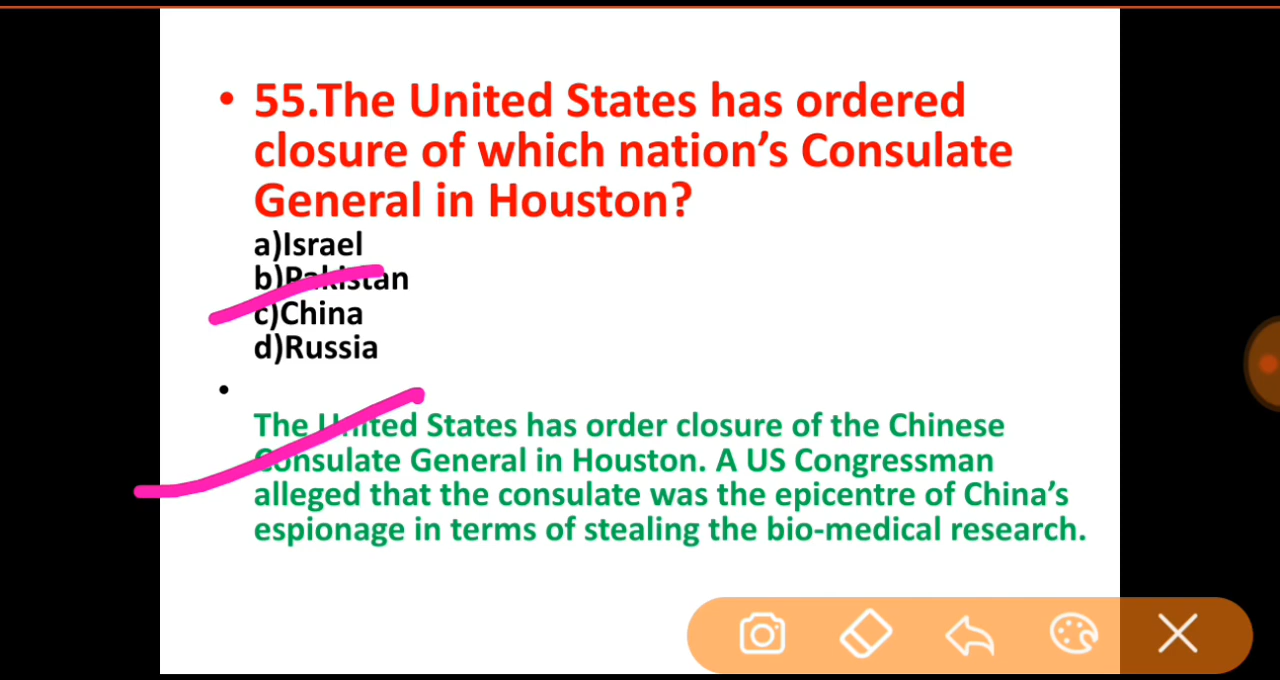 • 55.The United States has ordered
closure of which nation’s Consulate
General in Houston?
a)Israel
b)Pakistan
c)China
d)Russia
•
The United States has order closure of the Chinese
Consulate General in Houston. A US Congressman
alleged that the consulate was the epicentre of China’s
espionage in terms of stealing the bio-medical research.